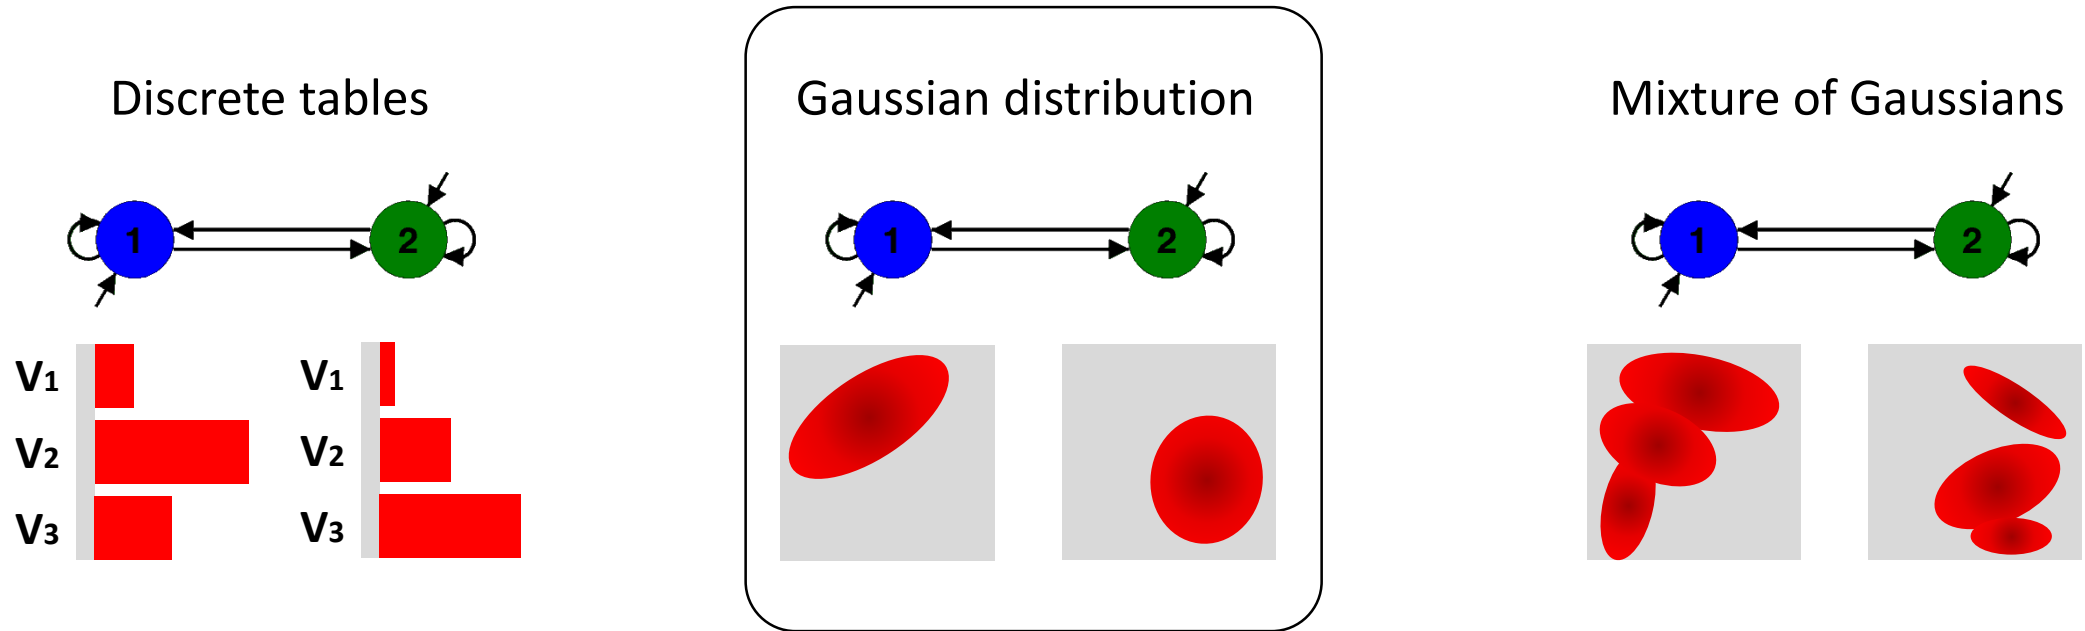 Discrete tables
Gaussian distribution
Mixture of Gaussians
1 2
1 2
1 2
V1 V1
V2 V2
V3 V3